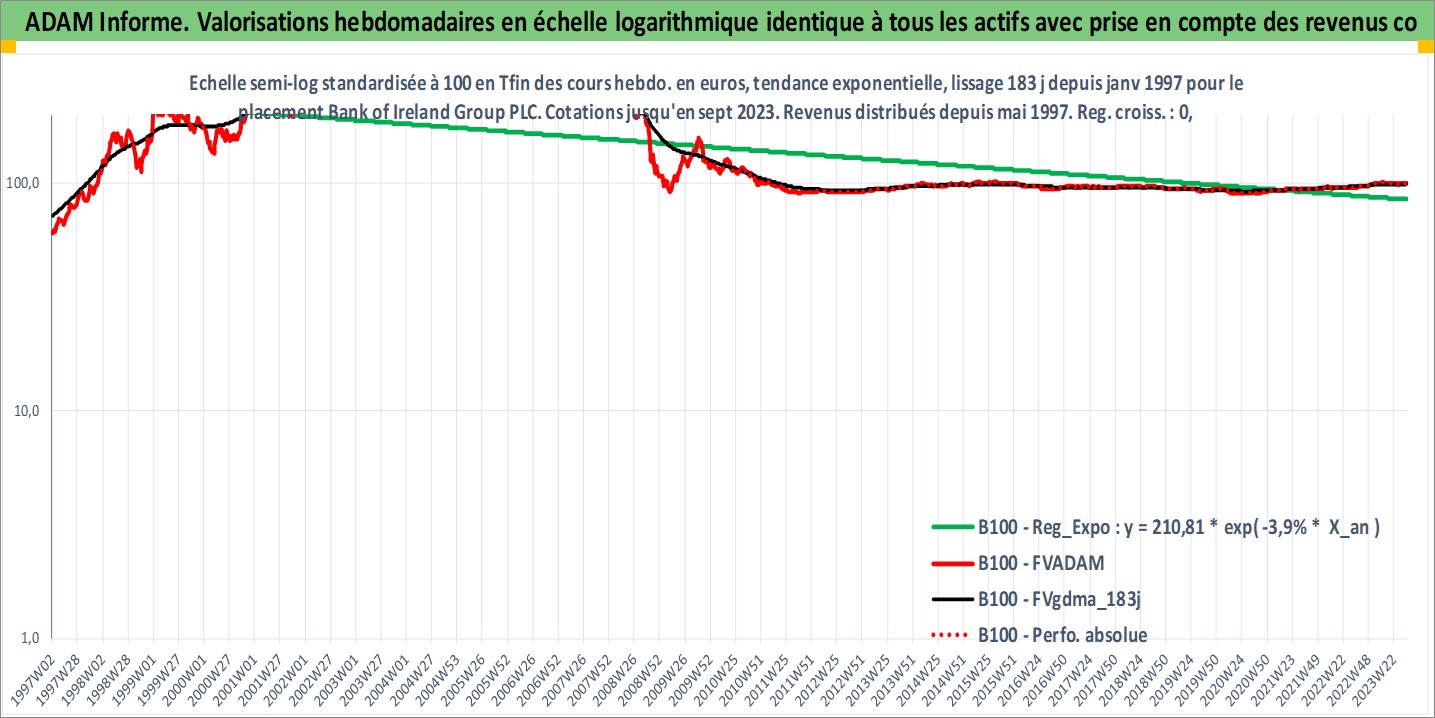 ADAM Informe. Valorisations hebdomadaires en échelle logarithmique identique à tous les actifs avec prise en compte des revenus co
Echelle semi-log standardisée à 100 en Tfin des cours hebdo. en euros, tendance exponentielle, lissage 183 j depuis janv 1997 pour le
placement Bank of Ireland Group PLC. Cotations jusqu'en sept 2023. Revenus distribués depuis mai 1997. Reg. croiss. : 0,
100,0
10,0
1,0
B100 - Reg_Expo : y = 210,81 * exp( -3,9% * X_an )
B100 - FVADAM
B100 - FVgdma_183j
B100 - Perfo. absolue
1997W02
1997W28
1998W02
1998W28
1999W01
1999W27
2000W01
2000W27
2001W01
2001W27
2002W01
2002W27
2003W01
2003W27
2004W01
2004W27
2004W53
2005W26
2005W52
2006W26
2006W52
2007W26
2007W52
2008W26
2008W52
2009W26
2009W52
2010W25
2010W51
2011W25
2011W51
2012W25
2012W51
2013W25
2013W51
2014W25
2014W51
2015W25
2015W51
2016W24
2016W50
2017W24
2017W50
2018W24
2018W50
2019W24
2019W50
2020W24
2020W50
2021W23
2021W49
2022W22
2022W48
2023W22